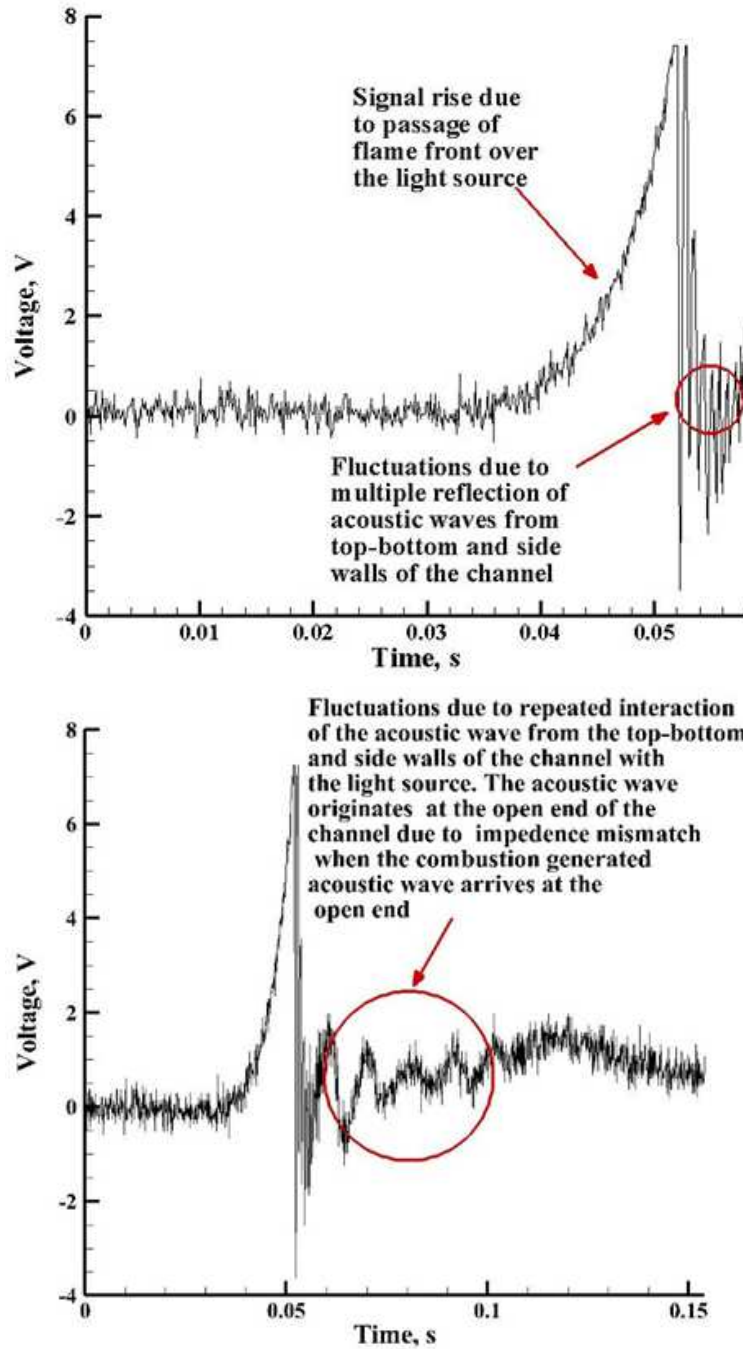 8
6
4
2
0
-2
-4
Voltage, V
Signal rise due
to passage of
flame front over
the light source
Fluctuations due to
multiple reflection of
acoustic waves from
top-bottom and side
walls of the channel
0
0.01
0.02
0.03
0.04
0.05
Time, s
Fluctuations due to repeated interaction
of the acoustic wave from the top-bottom
and side walls of the channel with
the light source. The acoustic wave
originates at the open end of the
channel due to impedence mismatch
when the combustion generated
acoustic wave arrives at the
open end
8
6
4
2
0
-2
-4
Voltage, V
0
0.05
0.1
0.15
Time, s